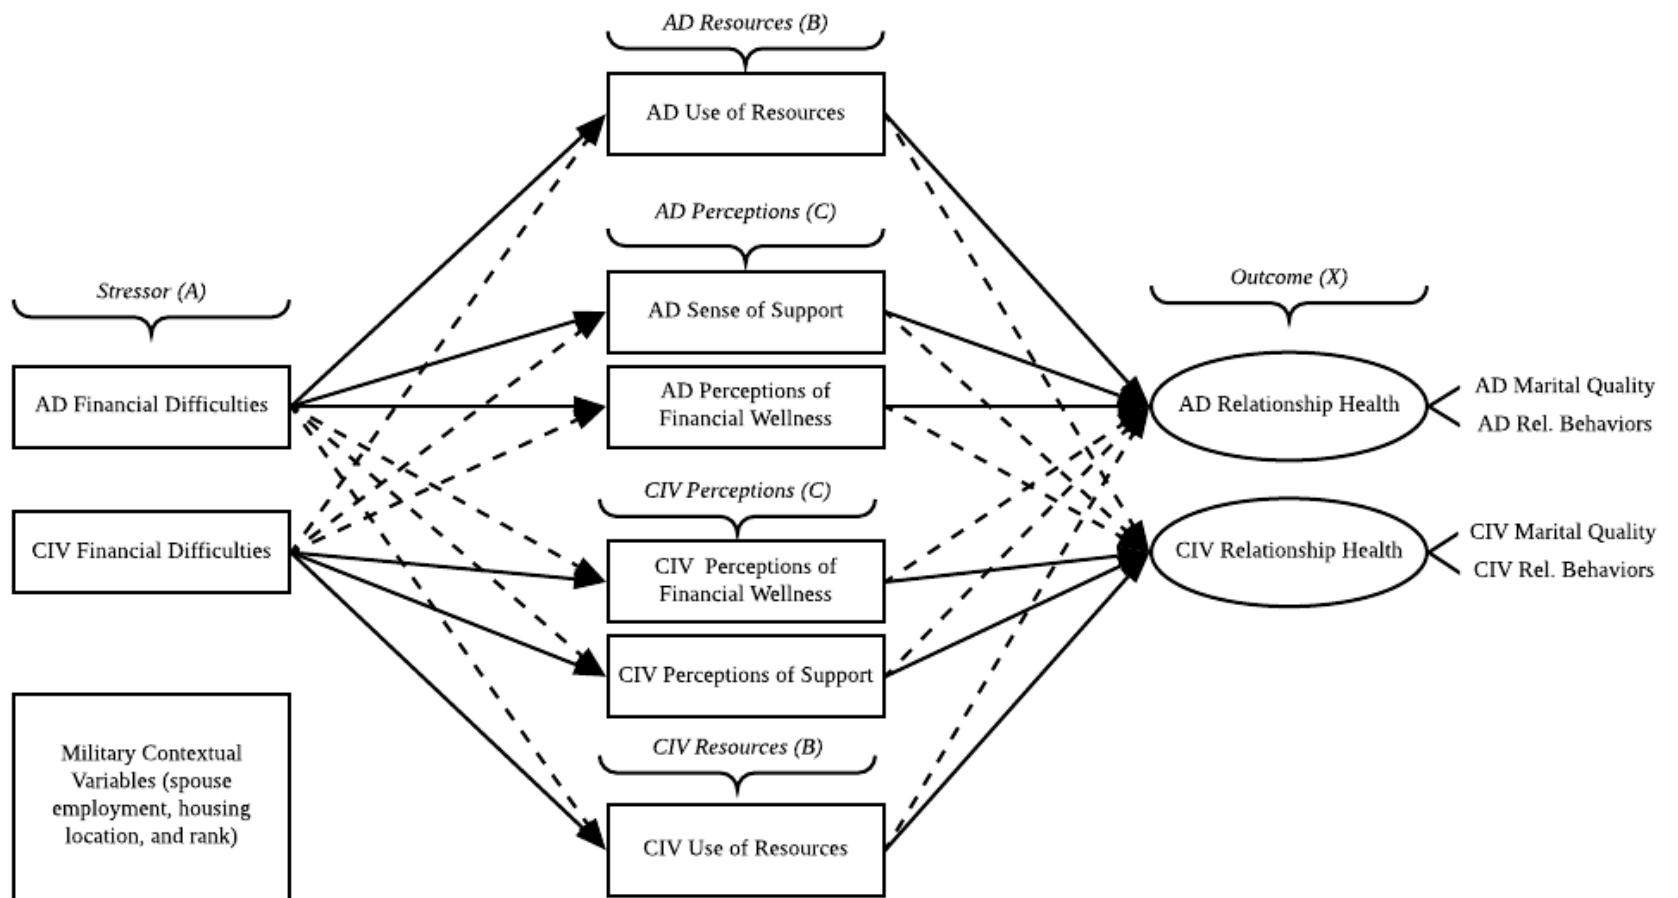 AD Resources (B)
AD Use of Resources
AD Perceptions (C)
AD Sense of Support
AD Perceptions of
Financial Wellness
Stressor (A)
AD Financial Difficulties
CIV Financial Difficulties
Military Contextual
Variables (spouse
employment, housing
location, and rank)
CIV Perceptions (C)
CIV  Perceptions of
Financial Wellness
CIV Perceptions of Support
CIV Resources (B)
CIV Use of Resources
Outcome (X)
AD Relationship Health
AD Marital Quality
AD Rel. Behaviors
CIV Relationship Health
CIV Marital Quality
CIV Rel. Behaviors